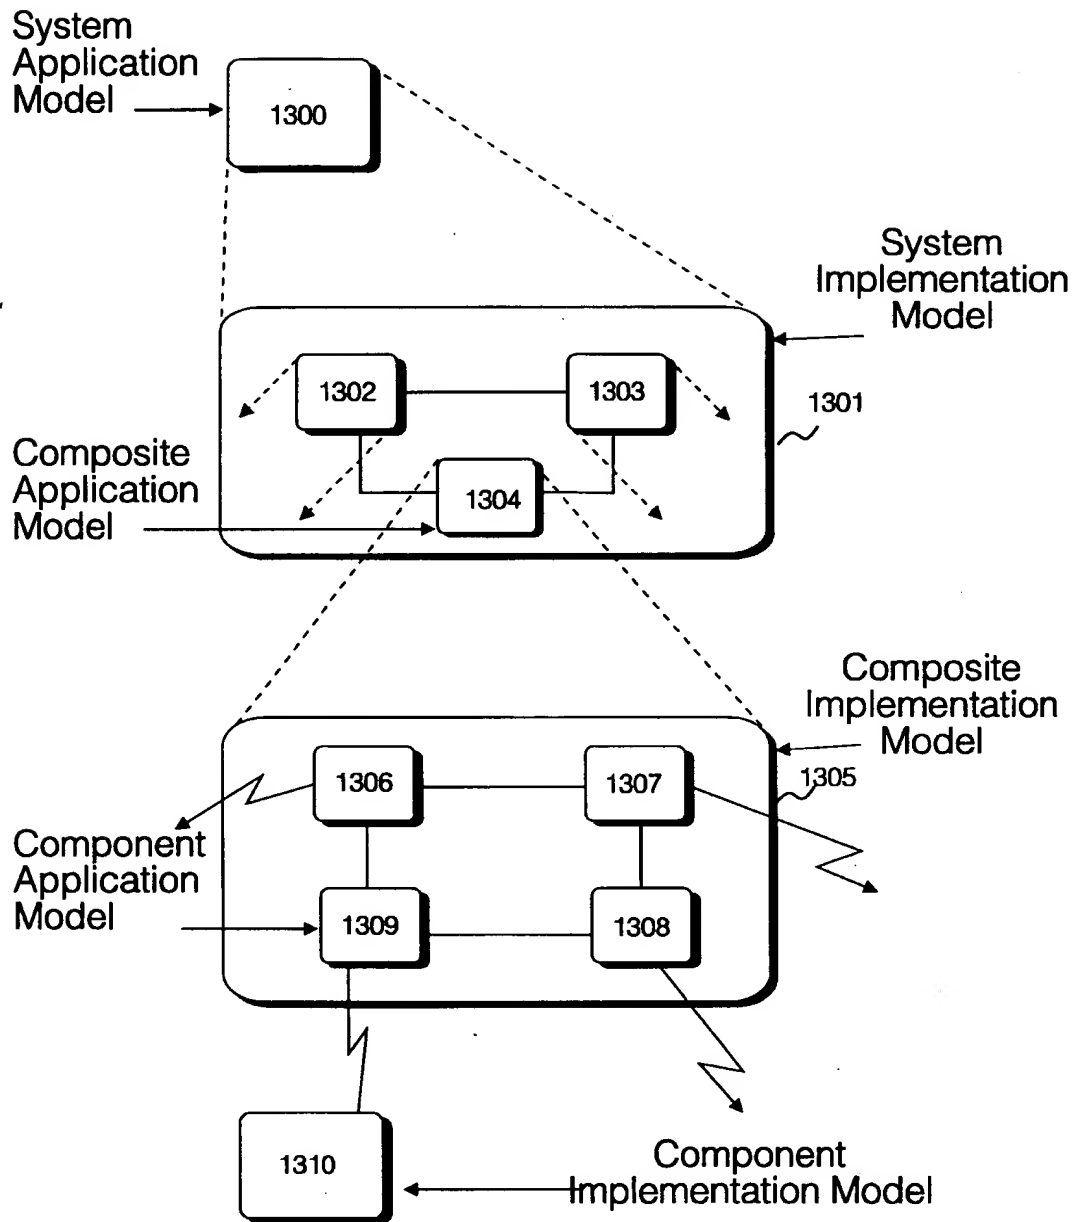 System
Application
Model
1300
System
Implementation
Model
1302
1303
1301
Composite
Application
Model
1304
Composite
Implementation
Model
1305
1306
1307
Component
Application
Model
1309
1308
1310
Component
Implementation Model